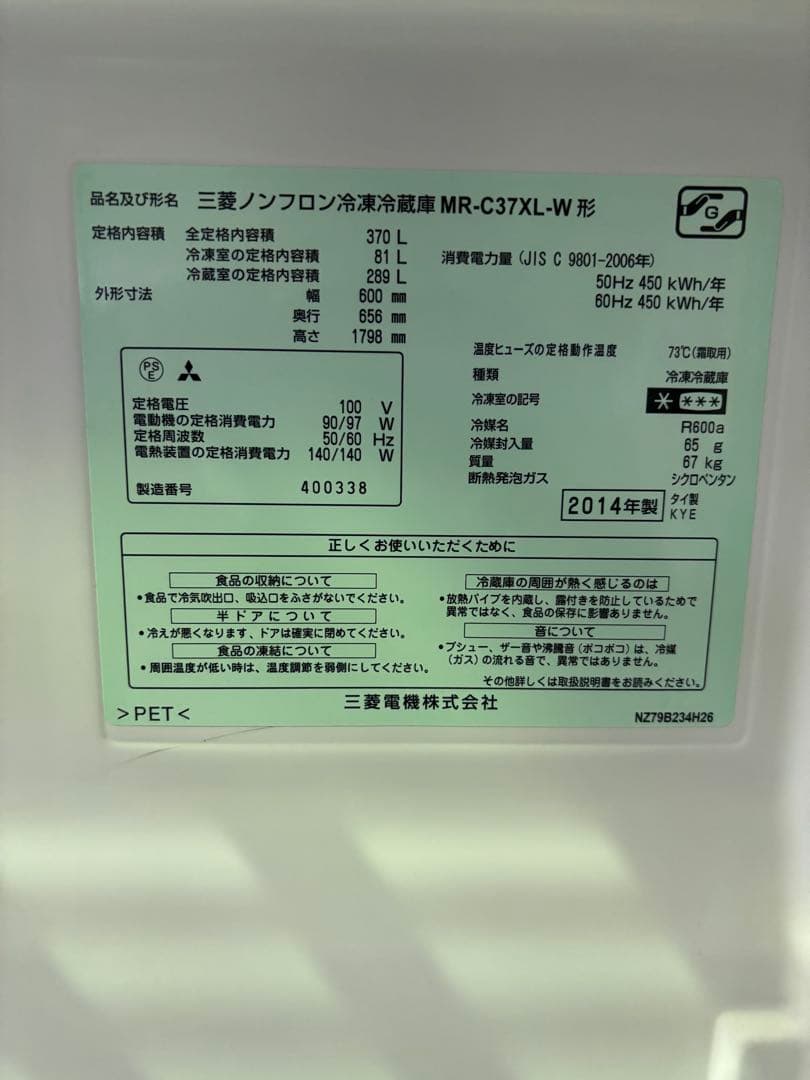 品名及び形名 三菱ノンフロン冷凍冷蔵庫 MR-C37XL-W 形
G
定格内容積 全定格内容積 370 L
冷凍室の定格内容積 81 L
冷蔵室の定格内容積 289 L
外形寸法 幅 600 mm
奥行 656 mm
高さ 1798 mm
消費電力量 (JIS C 9801-2006年)
50Hz 450 kWh/年
60Hz 450 kWh/年
PSE
定格電圧 100 V
電動機の定格消費電力 90/97 W
定格周波数 50/60 Hz
電熱装置の定格消費電力 140/140 W
製造番号 400338
温度ヒューズの定格動作温度 73℃(霜取用)
種類 冷凍冷蔵庫
冷凍室の記号 * ***
冷媒名 R600a
冷媒封入量 65 g
質量 67 kg
断熱発泡ガス シクロペンタン
2014年製 タイ製
KYE
正しくお使いいただくために
食品の収納について
•食品で冷気吹出口、吸込口をふさがないでください。
半ドアについて
•冷えが悪くなります、ドアは確実に閉めてください。
食品の凍結について
•周囲温度が低い時は、温度調節を弱側にしてください。
冷蔵庫の周囲が熱く感じるのは
•放熱パイプを内蔵し、露付きを防止しているためで
異常ではなく、食品の保存に影響ありません。
音について
•プシュー、ザー音や沸騰音(ポコポコ)は、冷媒
(ガス)の流れる音で、異常ではありません。
その他詳しくは取扱説明書をお読みください。
>PET<
三菱電機株式会社
NZ79B234H26